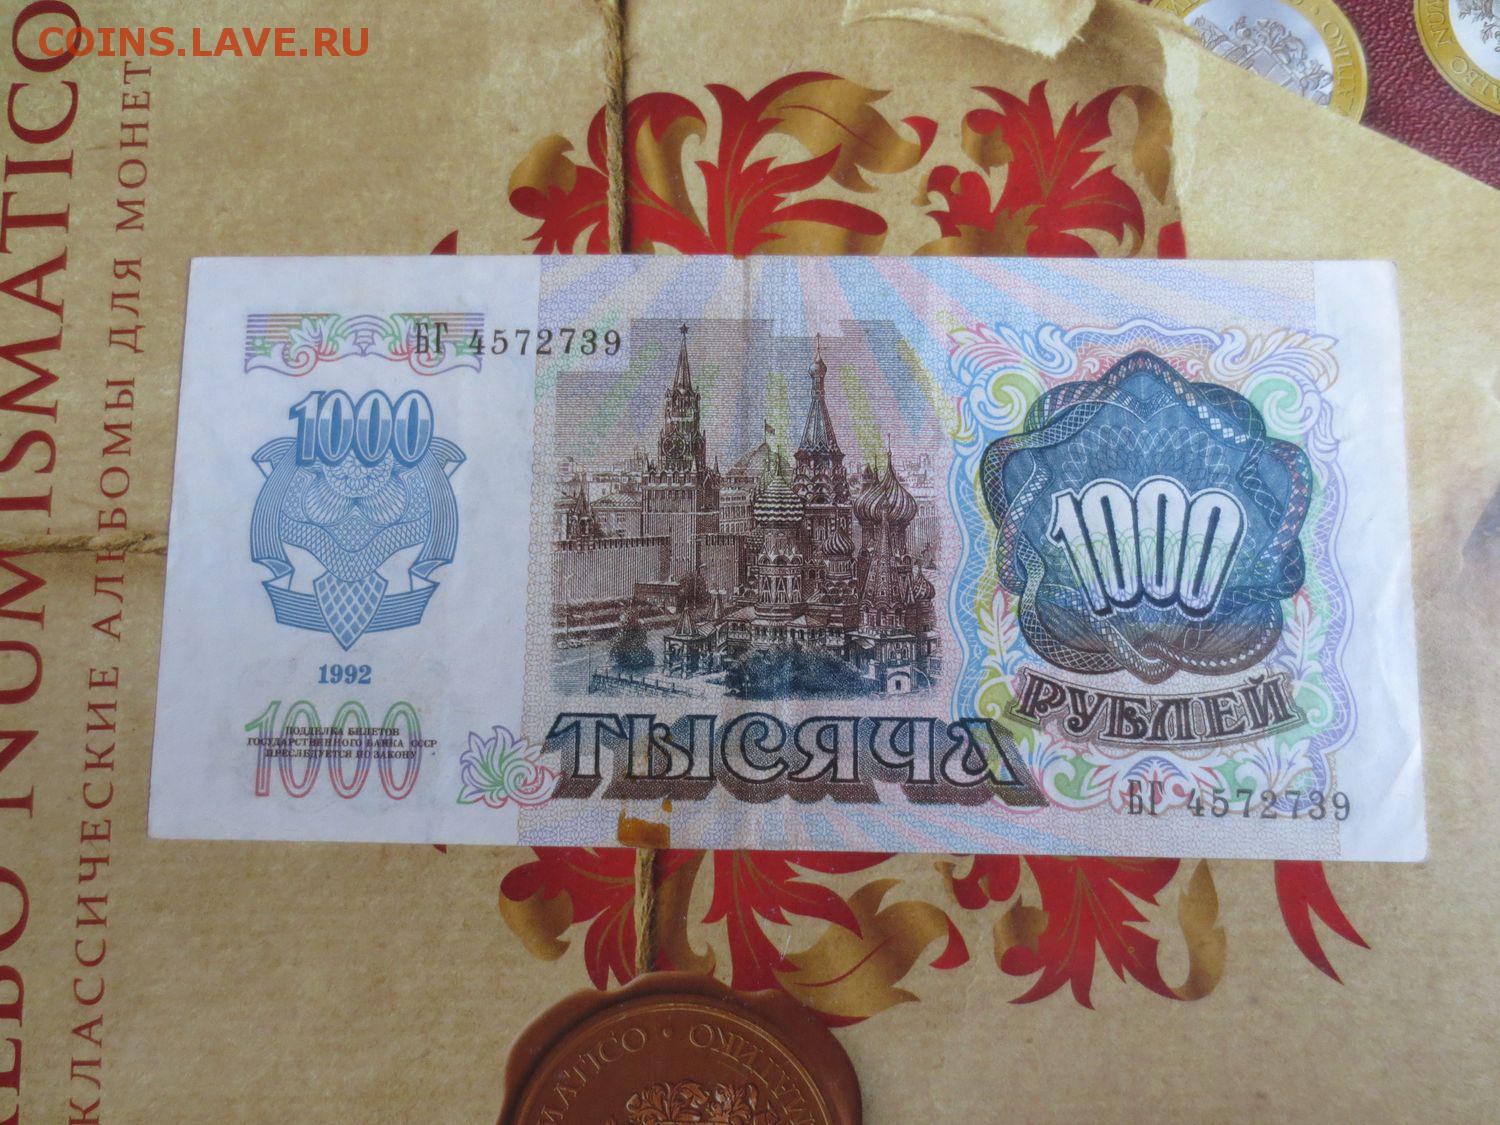 COINS.LAVE.RU
NUMISMATICO
КЛАССИЧЕСКИЕ АЛЬБОМЫ ДЛЯ МОНЕТ
БГ 4572739
1000
1992
1000
ПОДДЕЛКА БИЛЕТОВ
ГОСУДАРСТВЕННОГО БАНКА СССР
ПРЕСЛЕДУЕТСЯ ПО ЗАКОНУ
1000
РУБЛЕЙ
ТЫСЯЧА
БГ 4572739